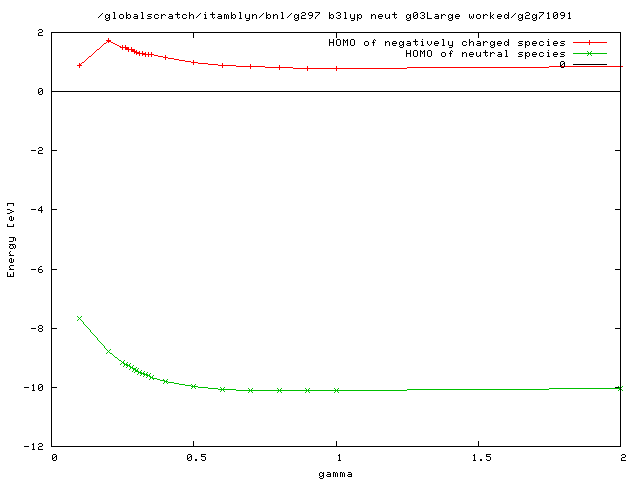 /globalscratch/itamblyn/bnl/g297 b3lyp neut g03Large worked/g2g71091
HOMO of negatively charged species
HOMO of neutral species
0
2
0
-2
-4
-6
-8
-10
-12
Energy [eV]
0 0.5 1 1.5 2
gamma